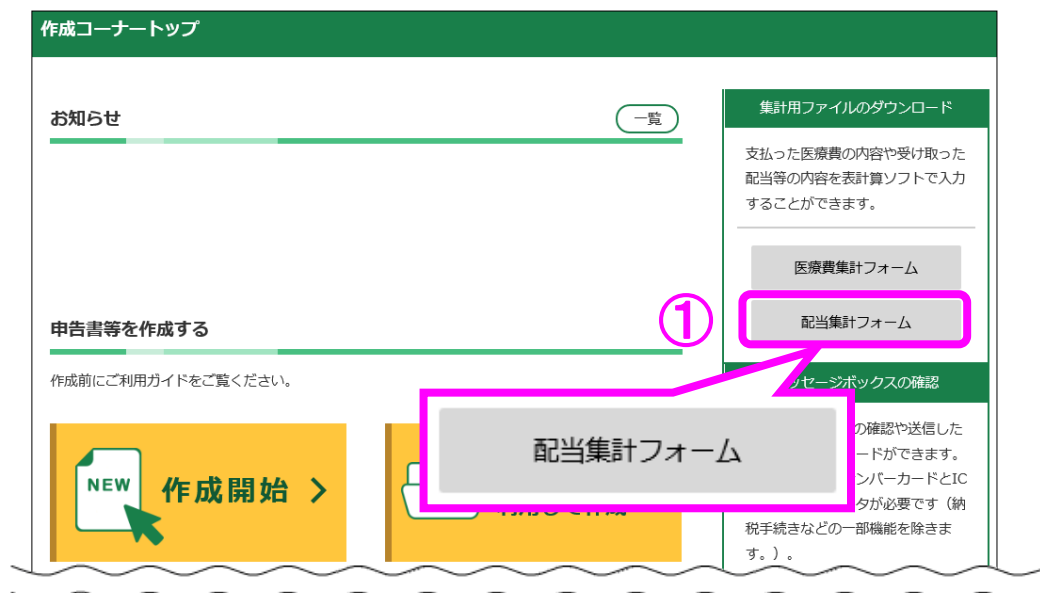 作成コーナートップ
お知らせ
一覧
申告書等を作成する
作成前にご利用ガイドをご覧ください。
NEW
作成開始
集計用ファイルのダウンロード
支払った医療費の内容や受け取った
配当等の内容を表計算ソフトで入力
することができます。
医療費集計フォーム
①
配当集計フォーム
配当集計フォーム
セージボックスの確認
の確認や送信した
ードができます。
ンバーカードとIC
タが必要です（納
税手続きなどの一部機能を除きま
す。）。